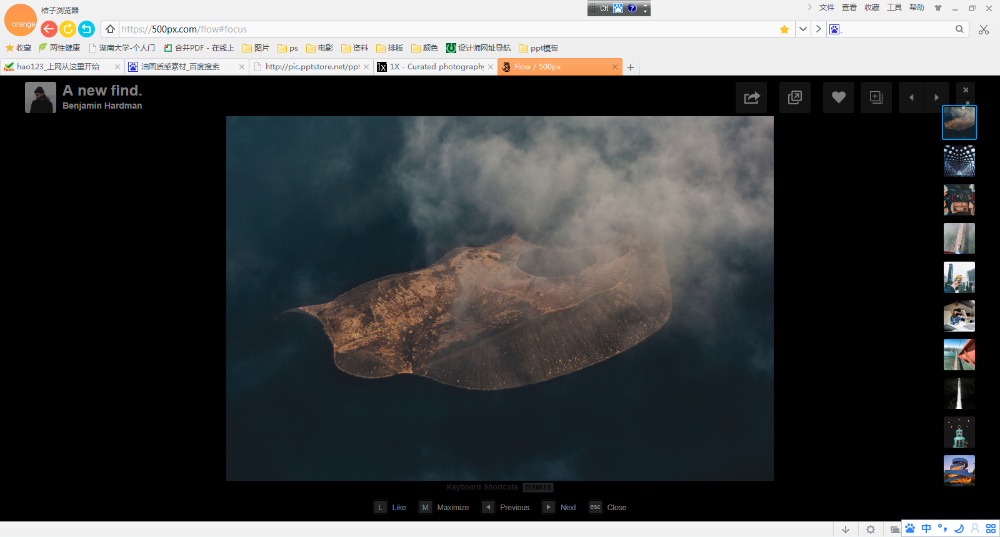 桔子浏览器
CH
文件 查看 收藏 工具 帮助
orange
https://500px.com/flow#focus
收藏 两性健康 湖南大学-个人门 合并PDF - 在线上 图片 ps 电影 资料 排版 颜色 设计师网址导航 ppt模板
hao123_上网从这里开始 油画质感素材_百度搜索 http://pic.pptstore.net/ppt 1X - Curated photography Flow / 500px
A new find.
Benjamin Hardman
Keyboard Shortcuts DISMISS
L Like M Maximize Previous Next esc Close
中